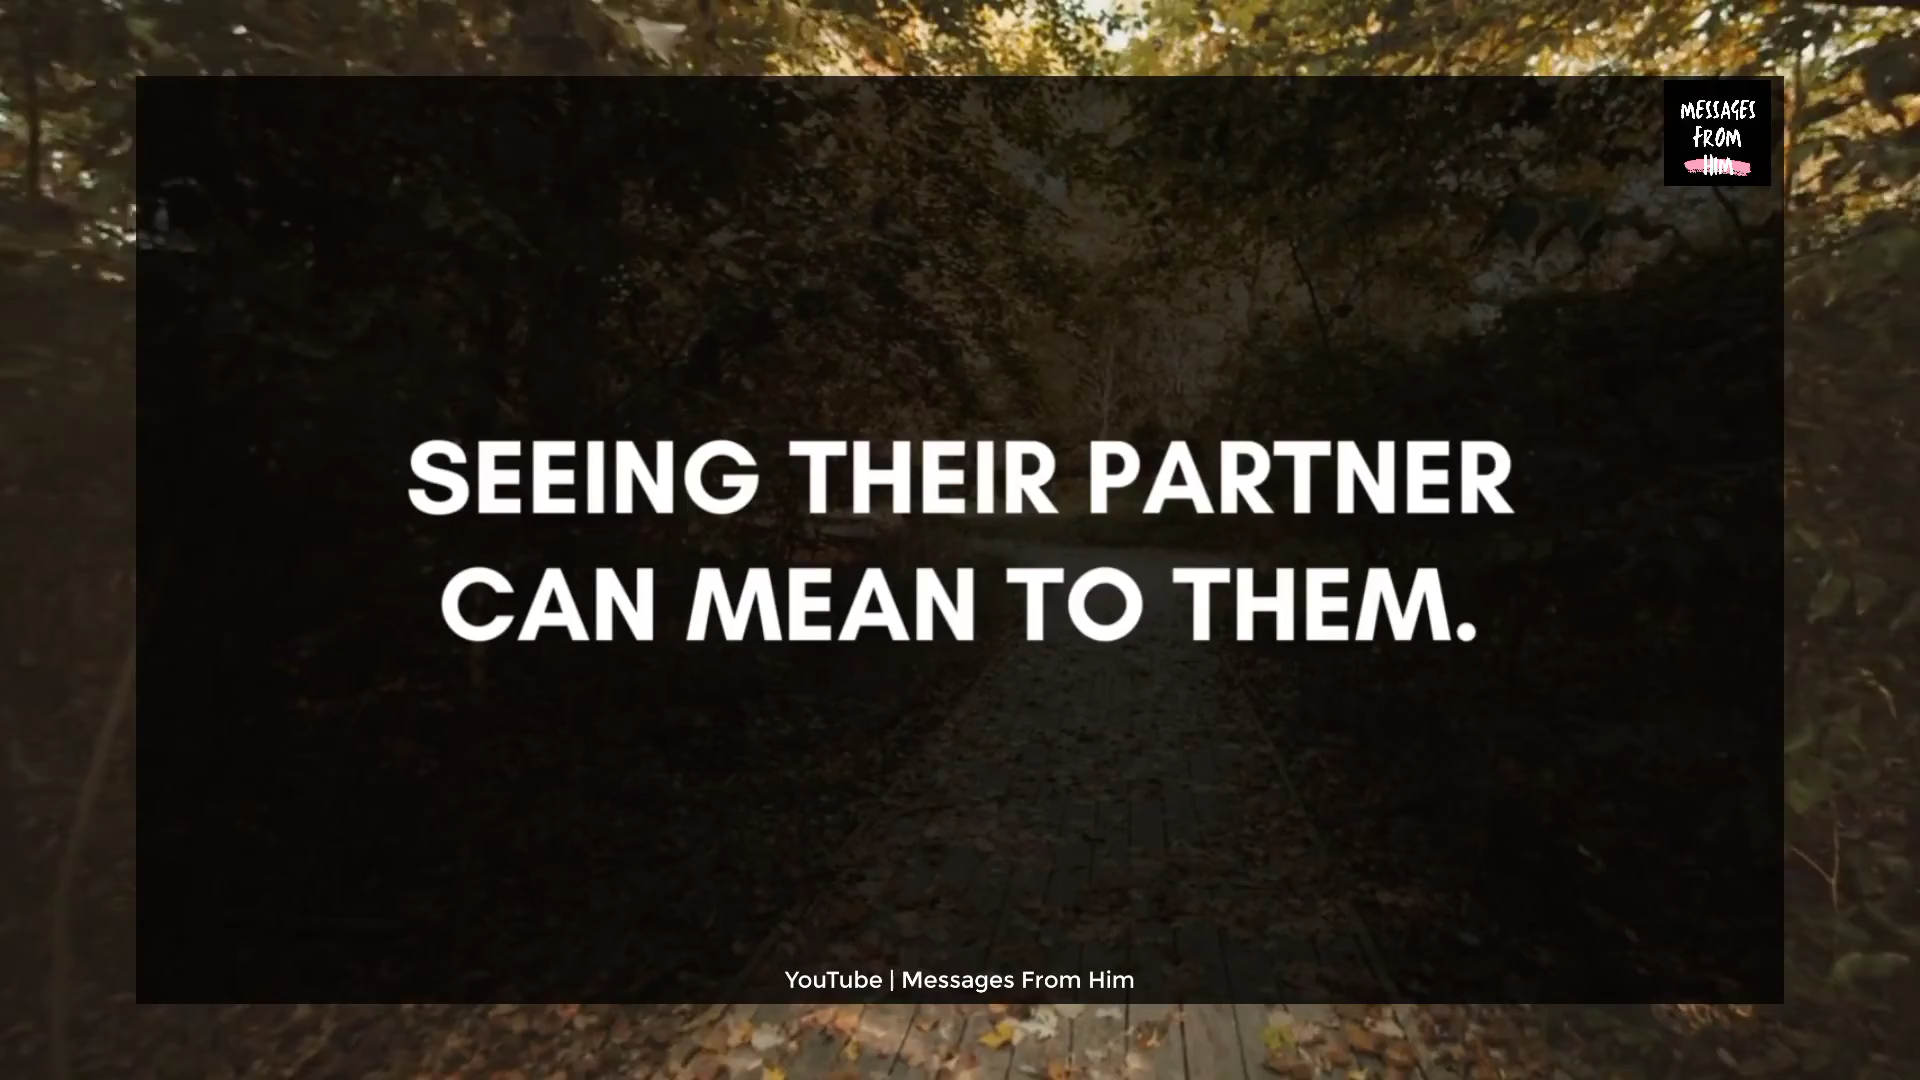 MESSAGES
FROM
HIM
SEEING THEIR PARTNER
CAN MEAN TO THEM.
YouTube | Messages From Him